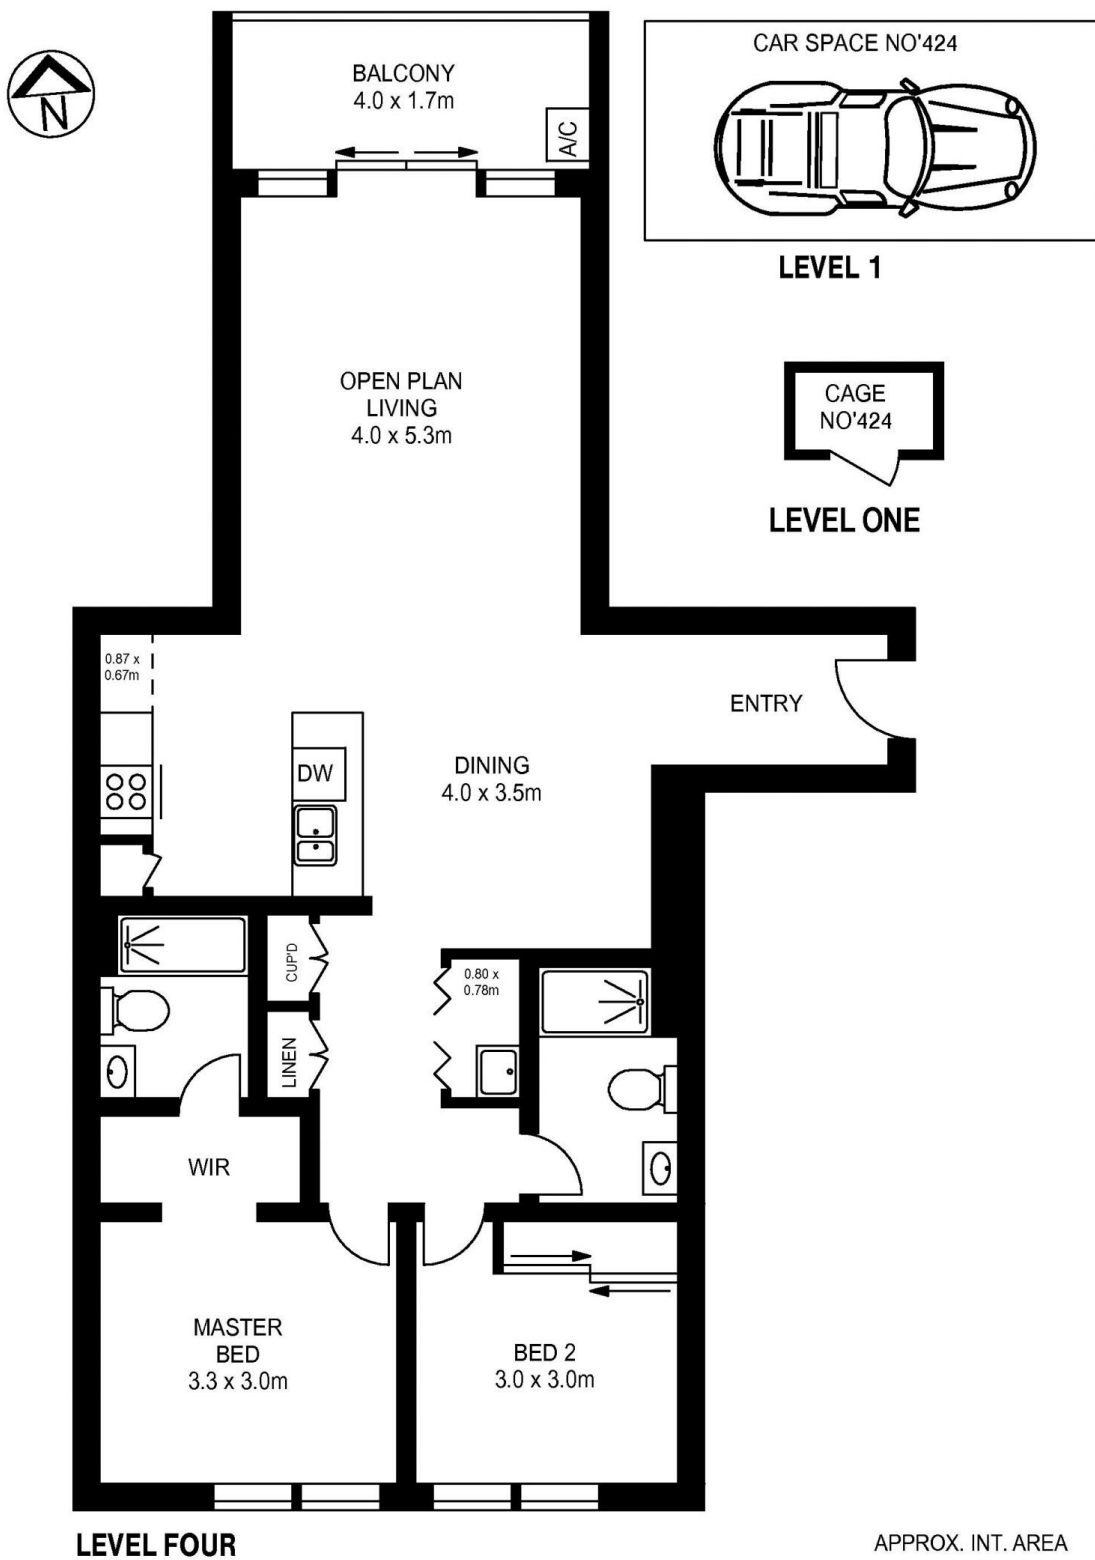 N
BALCONY
4.0 x 1.7m
A/C
CAR SPACE NO'424
LEVEL 1
OPEN PLAN
LIVING
4.0 x 5.3m
CAGE
NO'424
LEVEL ONE
0.87 x
0.67m
ENTRY
DW
DINING
4.0 x 3.5m
CUP'D
0.80 x
0.78m
LINEN
WIR
MASTER
BED
3.3 x 3.0m
BED 2
3.0 x 3.0m
LEVEL FOUR
APPROX. INT. AREA